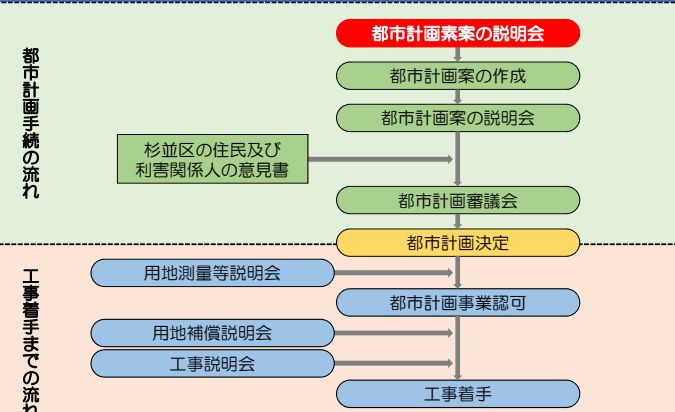 都市計画手続の流れ
都市計画素案の説明会
都市計画案の作成
都市計画案の説明会
杉並区の住民及び
利害関係人の意見書
都市計画審議会
都市計画決定
工事着手までの流れ
用地測量等説明会
都市計画事業認可
用地補償説明会
工事説明会
工事着手